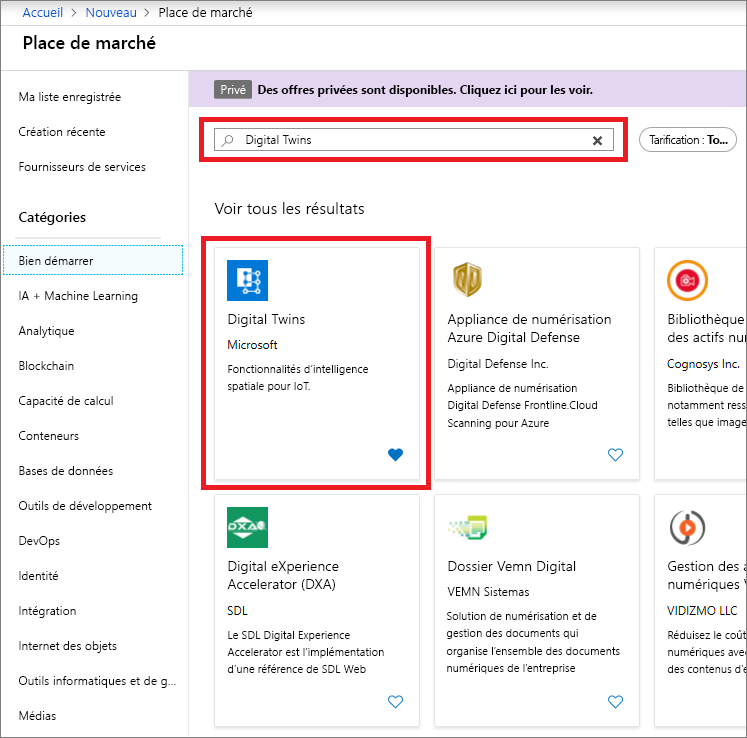 Accueil > Nouveau > Place de marché
Place de marché
Ma liste enregistrée
Création récente
Fournisseurs de services
Catégories
Bien démarrer
IA + Machine Learning
Analytique
Blockchain
Capacité de calcul
Conteneurs
Bases de données
Outils de développement
DevOps
Identité
Intégration
Internet des objets
Outils informatiques et de g...
Médias
Privé Des offres privées sont disponibles. Cliquez ici pour les voir.
Digital Twins
Tarification : To...
Voir tous les résultats
Digital Twins
Microsoft
Fonctionnalités d'intelligence
spatiale pour IoT.
Appliance de numérisation
Azure Digital Defense
Digital Defense Inc.
Appliance de numérisation
Digital Defense Frontline.Cloud
Scanning pour Azure
Bibliothèque
des actifs nu
Cognosys Inc.
Bibliothèque de
notamment ress
telles que image
DXA
Digital eXperience
Accelerator (DXA)
SDL
Le SDL Digital Experience
Accelerator est l'implémentation
d'une référence de SDL Web
Dossier Vemn Digital
VEMN Sistemas
Solution de numérisation et de
gestion des documents qui
organise l'ensemble des documents
numériques de l'entreprise
Gestion des a
numériques V
VIDIZMO LLC
Réduisez le coût
numériques avec
des contenus d'e